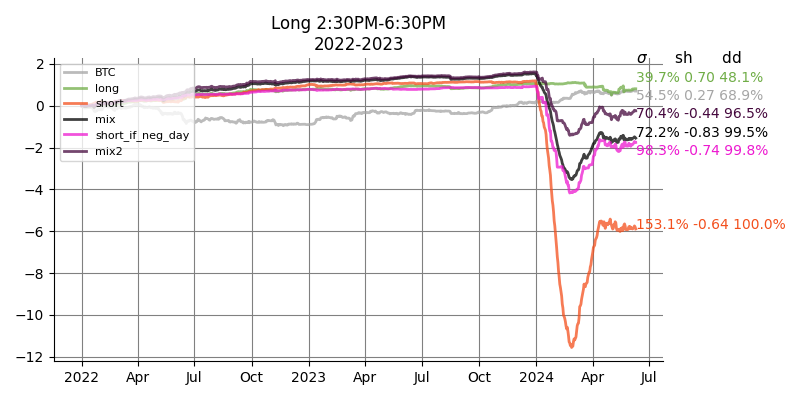 Long 2:30PM-6:30PM
2022-2023
σ sh dd
2
BTC
39.7% 0.70 48.1%
long
54.5% 0.27 68.9%
short
0
70.4% -0.44 96.5%
mix
72.2% -0.83 99.5%
short_if_neg_day
98.3% -0.74 99.8%
mix2
−2
−4
153.1% -0.64 100.0%
−6
−8
−10
−12
2022 Apr Jul Oct 2023 Apr Jul Oct 2024 Apr Jul